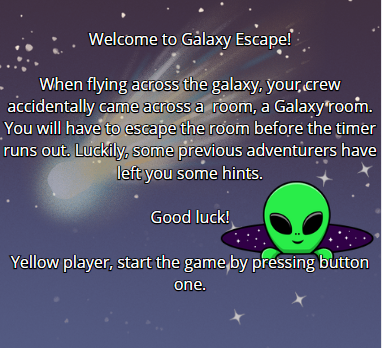 Welcome to Galaxy Escape!
When flying across the galaxy, your crew
accidentally came across a room, a Galaxy room.
You will have to escape the room before the timer
runs out. Luckily, some previous adventurers have
left you some hints.
Good luck!
Yellow player, start the game by pressing button
one.